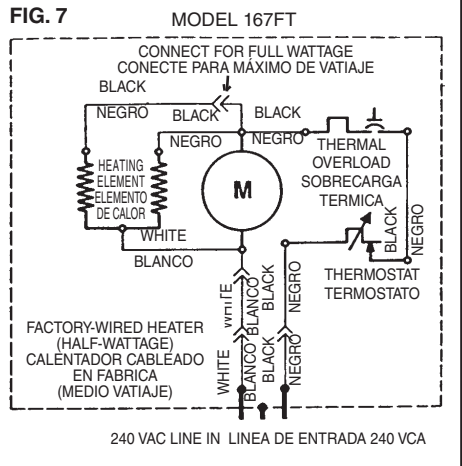 FIG. 7
MODEL 167FT
CONNECT FOR FULL WATTAGE
CONECTE PARA MÁXIMO DE VATIAJE
BLACK
NEGRO
BLACK
NEGRO
BLACK
NEGRO
HEATING
ELEMENT
ELEMENTO
DE CALOR
M
THERMAL
OVERLOAD
SOBRECARGA
TERMICA
BLACK
NEGRO
WHITE
BLANCO
THERMOSTAT
TERMOSTATO
WHITE
BLANCO
BLACK
NEGRO
FACTORY-WIRED HEATER
(HALF-WATTAGE)
CALENTADOR CABLEADO
EN FABRICA
(MEDIO VATIAJE)
WHITE
BLANCO
BLACK
NEGRO
240 VAC LINE IN LINEA DE ENTRADA 240 VCA